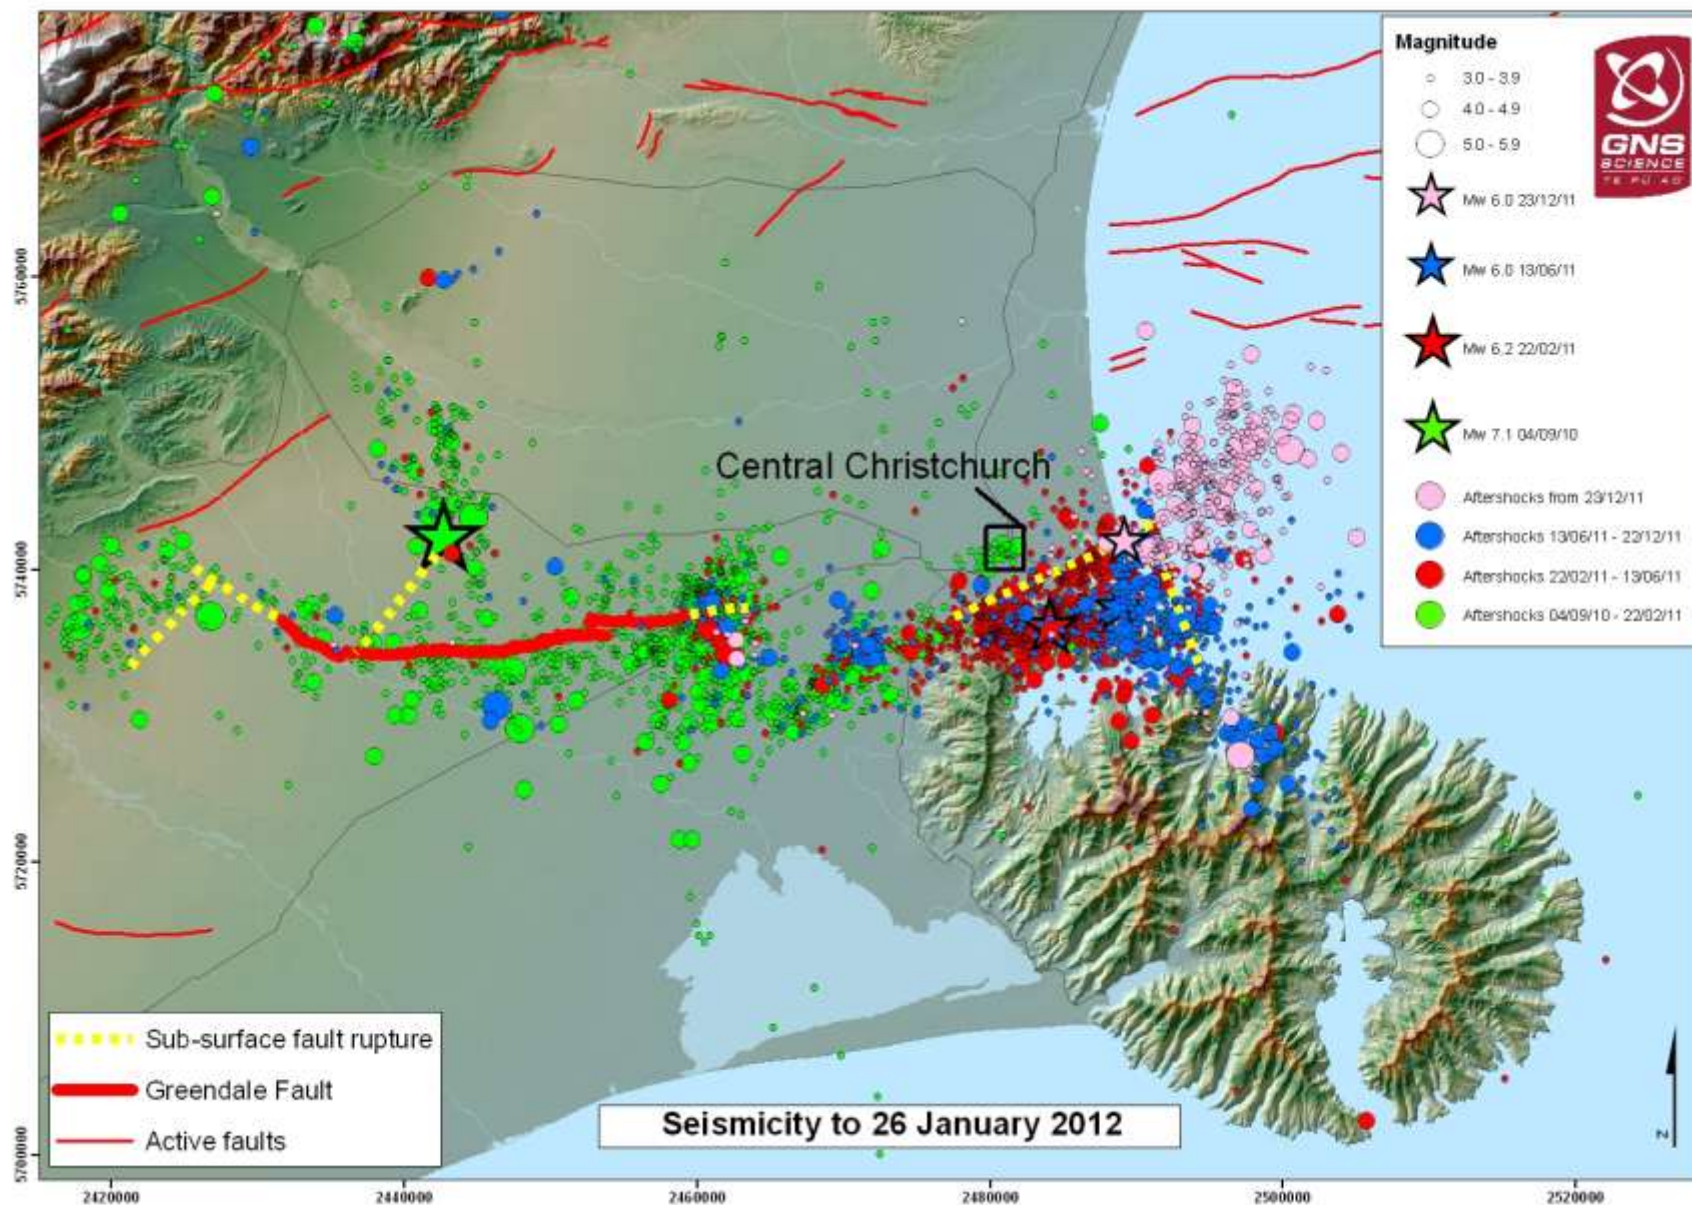 Magnitude
3.0 - 3.9
4.0 - 4.9
5.0 - 5.9
GNS
SCIENCE
TE PŪ AO
Mw 6.0 23/12/11
Mw 6.0 13/06/11
Mw 6.2 22/02/11
Mw 7.1 04/09/10
Aftershocks from 23/12/11
Aftershocks 13/06/11 - 22/12/11
Aftershocks 22/02/11 - 13/06/11
Aftershocks 04/09/10 - 22/02/11
Central Christchurch
5760000
5740000
5720000
5700000
Sub-surface fault rupture
Greendale Fault
Active faults
Seismicity to 26 January 2012
N
2420000
2440000
2460000
2480000
2500000
2520000